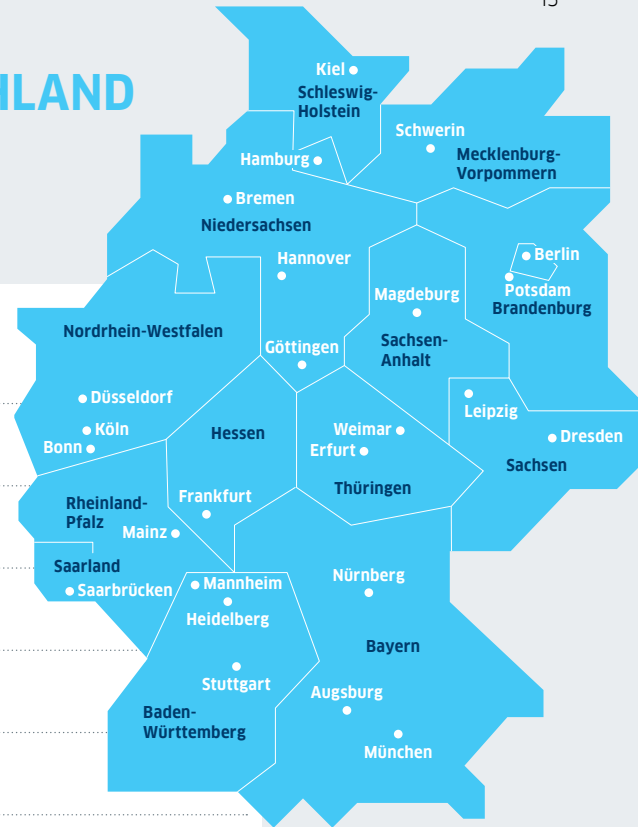 HLAND
Kiel
Schleswig-
Holstein
Schwerin
Mecklenburg-
Vorpommern
Hamburg
Bremen
Niedersachsen
Hannover
Berlin
Potsdam
Brandenburg
Magdeburg
Nordrhein-Westfalen
Göttingen
Sachsen-
Anhalt
Düsseldorf
Leipzig
Köln
Bonn
Hessen
Weimar
Erfurt
Dresden
Sachsen
Thüringen
Rheinland-
Pfalz
Frankfurt
Mainz
Saarland
Saarbrücken
Mannheim
Heidelberg
Nürnberg
Bayern
Stuttgart
Augsburg
Baden-
Württemberg
München